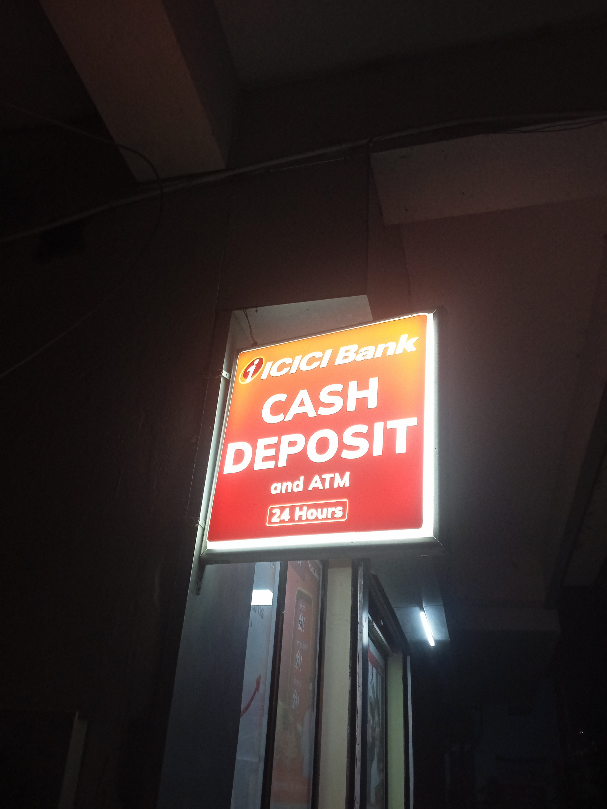 ICICI Bank
CASH
DEPOSIT
and ATM
24 Hours